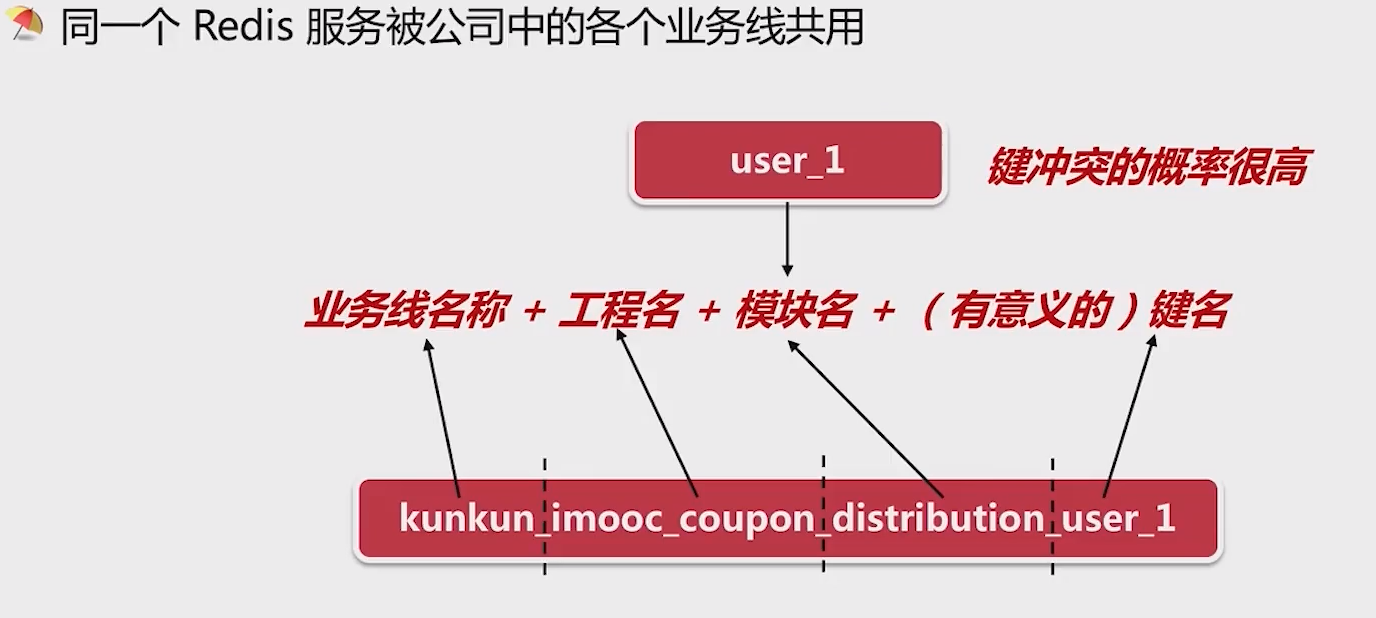 同一个 Redis 服务被公司中的各个业务线共用
user_1
键冲突的概率很高
业务线名称 + 工程名 + 模块名 + （有意义的）键名
kunkun_imooc_coupon_distribution_user_1